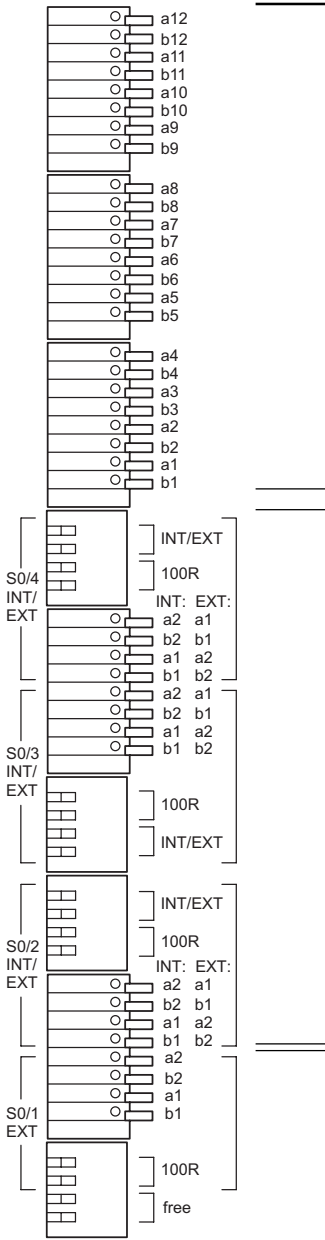 a12
b12
a11
b11
a10
b10
a9
b9
a8
b8
a7
b7
a6
b6
a5
b5
a4
b4
a3
b3
a2
b2
a1
b1
S0/4
INT/
EXT
INT/EXT
100R
INT: EXT:
a2 a1
b2 b1
a1 a2
b1 b2
S0/3
INT/
EXT
a2 a1
b2 b1
a1 a2
b1 b2
100R
INT/EXT
S0/2
INT/
EXT
INT/EXT
100R
INT: EXT:
a2 a1
b2 b1
a1 a2
b1 b2
S0/1
EXT
a2
b2
a1
b1
100R
free